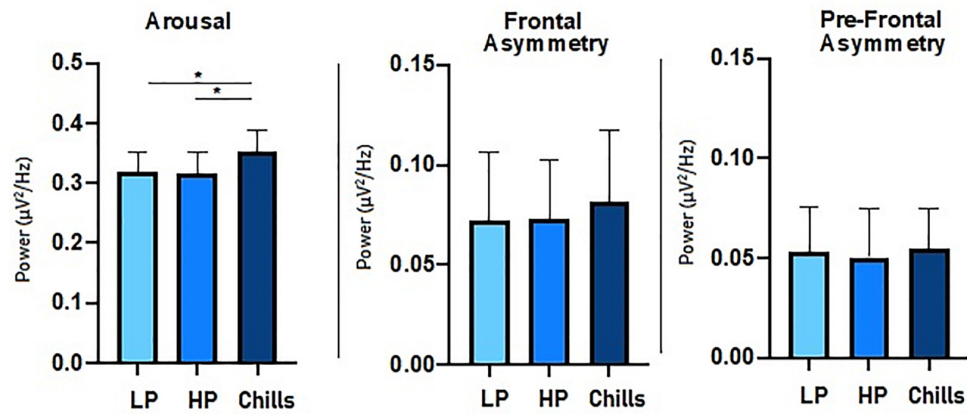 Arousal
Power (µV²/Hz)
0.5
0.4
0.3
0.2
0.1
0.0
*
*
LP HP Chills
Frontal
Asymmetry
Power (µV²/Hz)
0.15
0.10
0.05
0.00
LP HP Chills
Pre-Frontal
Asymmetry
Power (µV²/Hz)
0.15
0.10
0.05
0.00
LP HP Chills